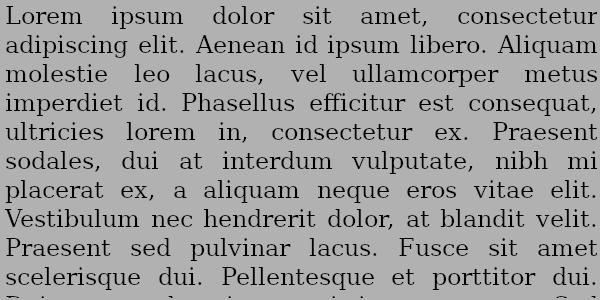 Lorem ipsum dolor sit amet, consectetur
adipiscing elit. Aenean id ipsum libero. Aliquam
molestie leo lacus, vel ullamcorper metus
imperdiet id. Phasellus efficitur est consequat,
ultricies lorem in, consectetur ex. Praesent
sodales, dui at interdum vulputate, nibh mi
placerat ex, a aliquam neque eros vitae elit.
Vestibulum nec hendrerit dolor, at blandit velit.
Praesent sed pulvinar lacus. Fusce sit amet
scelerisque dui. Pellentesque et porttitor dui.